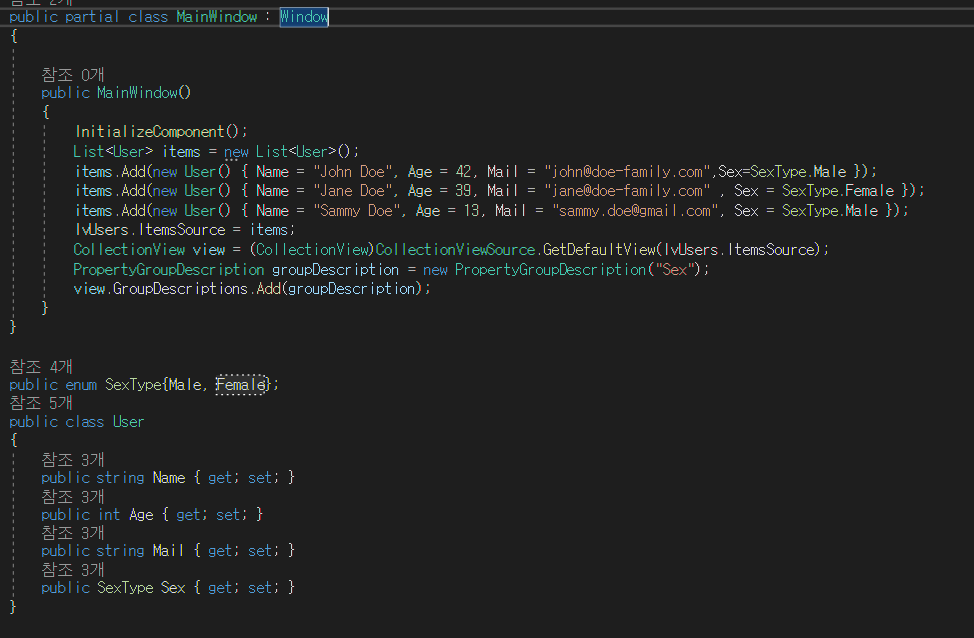 참조 2개
public partial class MainWindow : Window
{
참조 0개
public MainWindow()
{
InitializeComponent();
List<User> items = new List<User>();
items.Add(new User() { Name = "John Doe", Age = 42, Mail = "john@doe-family.com",Sex=SexType.Male });
items.Add(new User() { Name = "Jane Doe", Age = 39, Mail = "jane@doe-family.com" , Sex = SexType.Female });
items.Add(new User() { Name = "Sammy Doe", Age = 13, Mail = "sammy.doe@gmail.com", Sex = SexType.Male });
lvUsers.ItemsSource = items;
CollectionView view = (CollectionView)CollectionViewSource.GetDefaultView(lvUsers.ItemsSource);
PropertyGroupDescription groupDescription = new PropertyGroupDescription("Sex");
view.GroupDescriptions.Add(groupDescription);
}
}
참조 4개
public enum SexType{Male, Female};
참조 5개
public class User
{
참조 3개
public string Name { get; set; }
참조 3개
public int Age { get; set; }
참조 3개
public string Mail { get; set; }
참조 3개
public SexType Sex { get; set; }
}